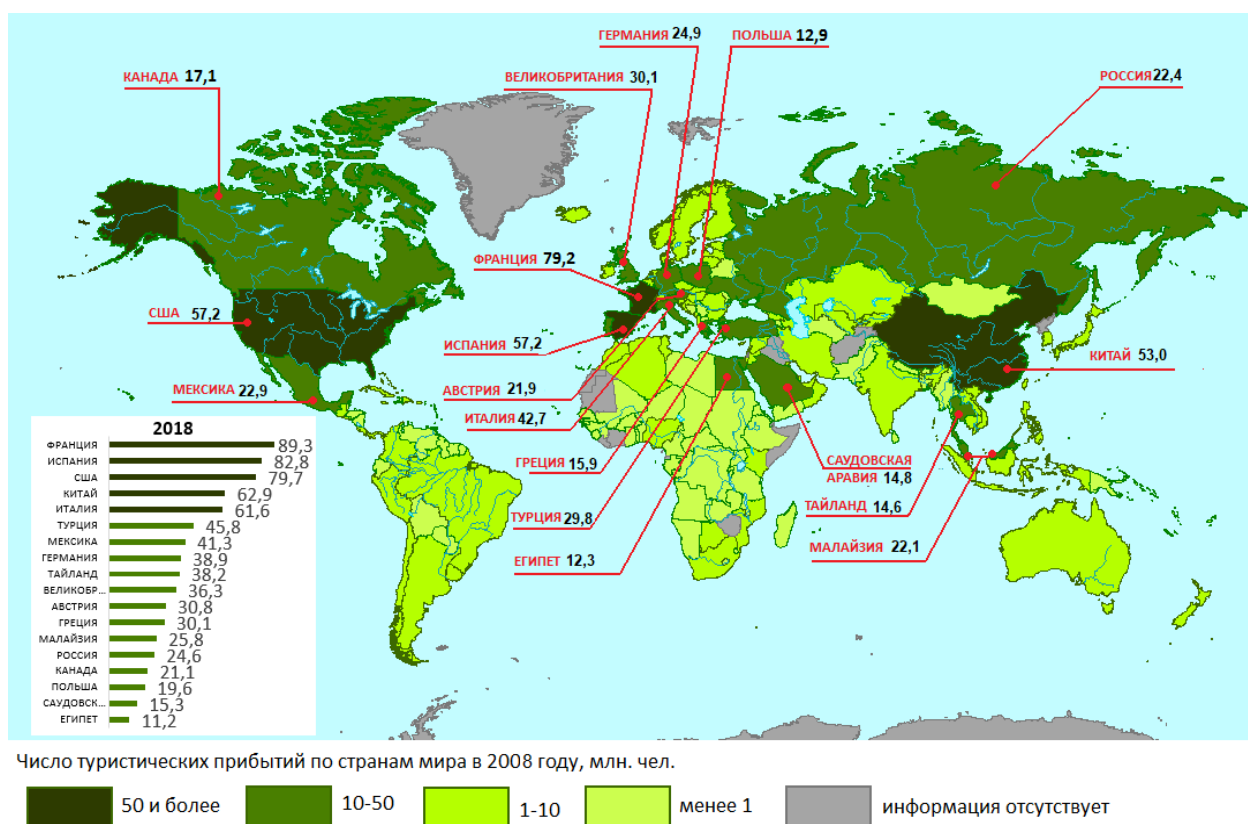 ГЕРМАНИЯ 24,9
ПОЛЬША 12,9
КАНАДА 17,1
ВЕЛИКОБРИТАНИЯ 30,1
РОССИЯ 22,4
ФРАНЦИЯ 79,2
США 57,2
ИСПАНИЯ 57,2
КИТАЙ 53,0
МЕКСИКА 22,9
АВСТРИЯ 21,9
ИТАЛИЯ 42,7
ГРЕЦИЯ 15,9
САУДОВСКАЯ
АРАВИЯ 14,8
ТАЙЛАНД 14,6
ТУРЦИЯ 29,8
МАЛАЙЗИЯ 22,1
ЕГИПЕТ 12,3
2018
ФРАНЦИЯ 89,3
ИСПАНИЯ 82,8
США 79,7
КИТАЙ 62,9
ИТАЛИЯ 61,6
ТУРЦИЯ 45,8
МЕКСИКА 41,3
ГЕРМАНИЯ 38,9
ТАЙЛАНД 38,2
ВЕЛИКОБР... 36,3
АВСТРИЯ 30,8
ГРЕЦИЯ 30,1
МАЛАЙЗИЯ 25,8
РОССИЯ 24,6
КАНАДА 21,1
ПОЛЬША 19,6
САУДОВСК... 15,3
ЕГИПЕТ 11,2
Число туристических прибытий по странам мира в 2008 году, млн. чел.
50 и более 10-50 1-10 менее 1 информация отсутствует